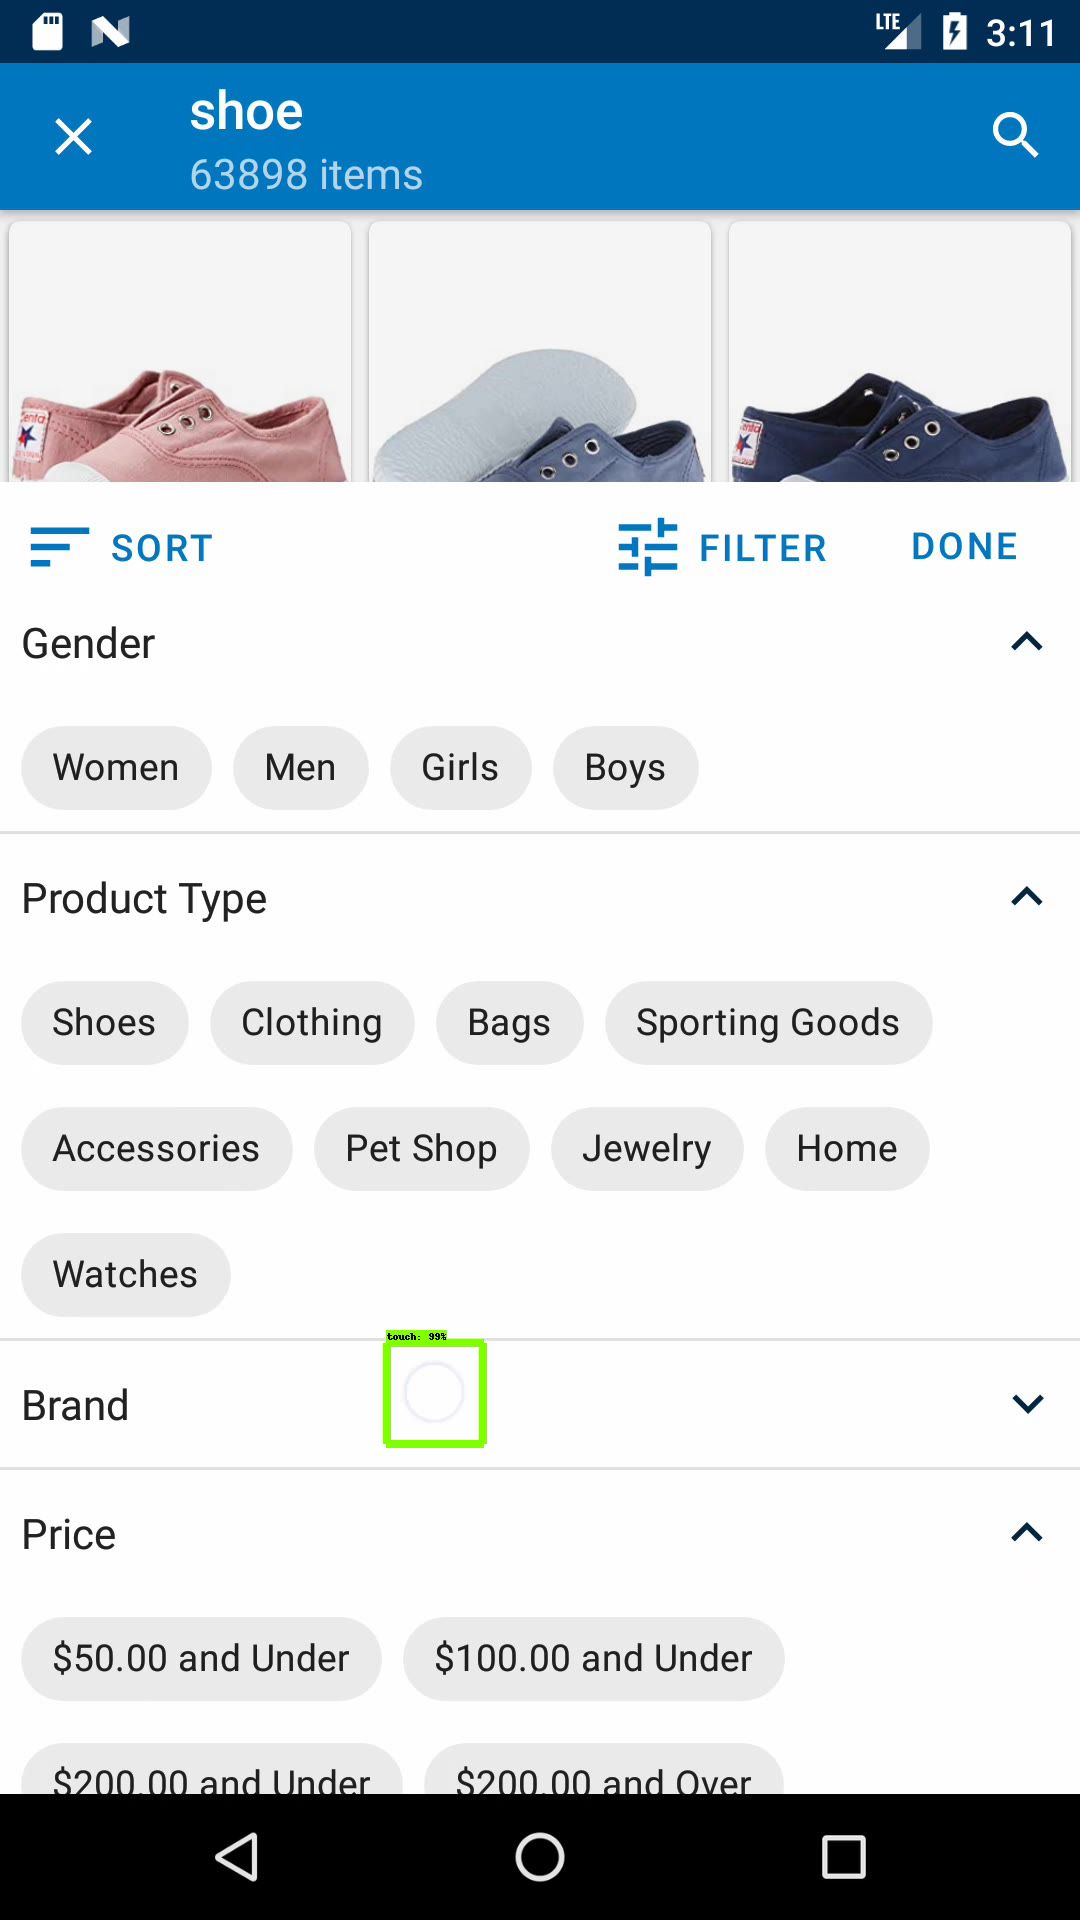 LTE 3:11
shoe
63898 items
SORT FILTER DONE
Gender
Women Men Girls Boys
Product Type
Shoes Clothing Bags Sporting Goods
Accessories Pet Shop Jewelry Home
Watches
touch: 99%
Brand
Price
$50.00 and Under $100.00 and Under
$200.00 and Under $200.00 and Over